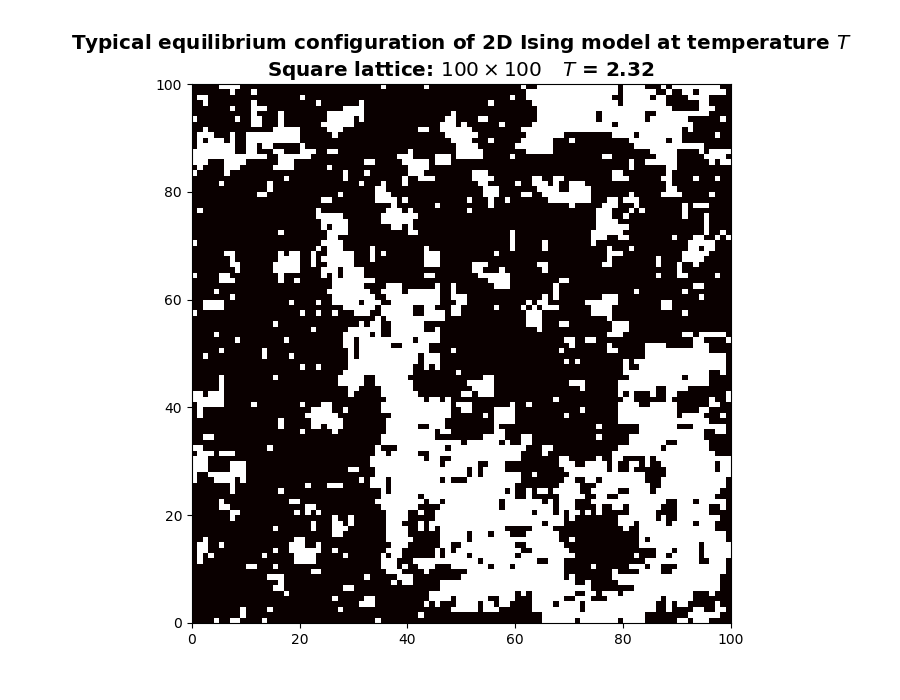 Typical equilibrium configuration of 2D Ising model at temperature T
Square lattice: 100 × 100 T = 2.32
100
80
60
40
20
0
0 20 40 60 80 100